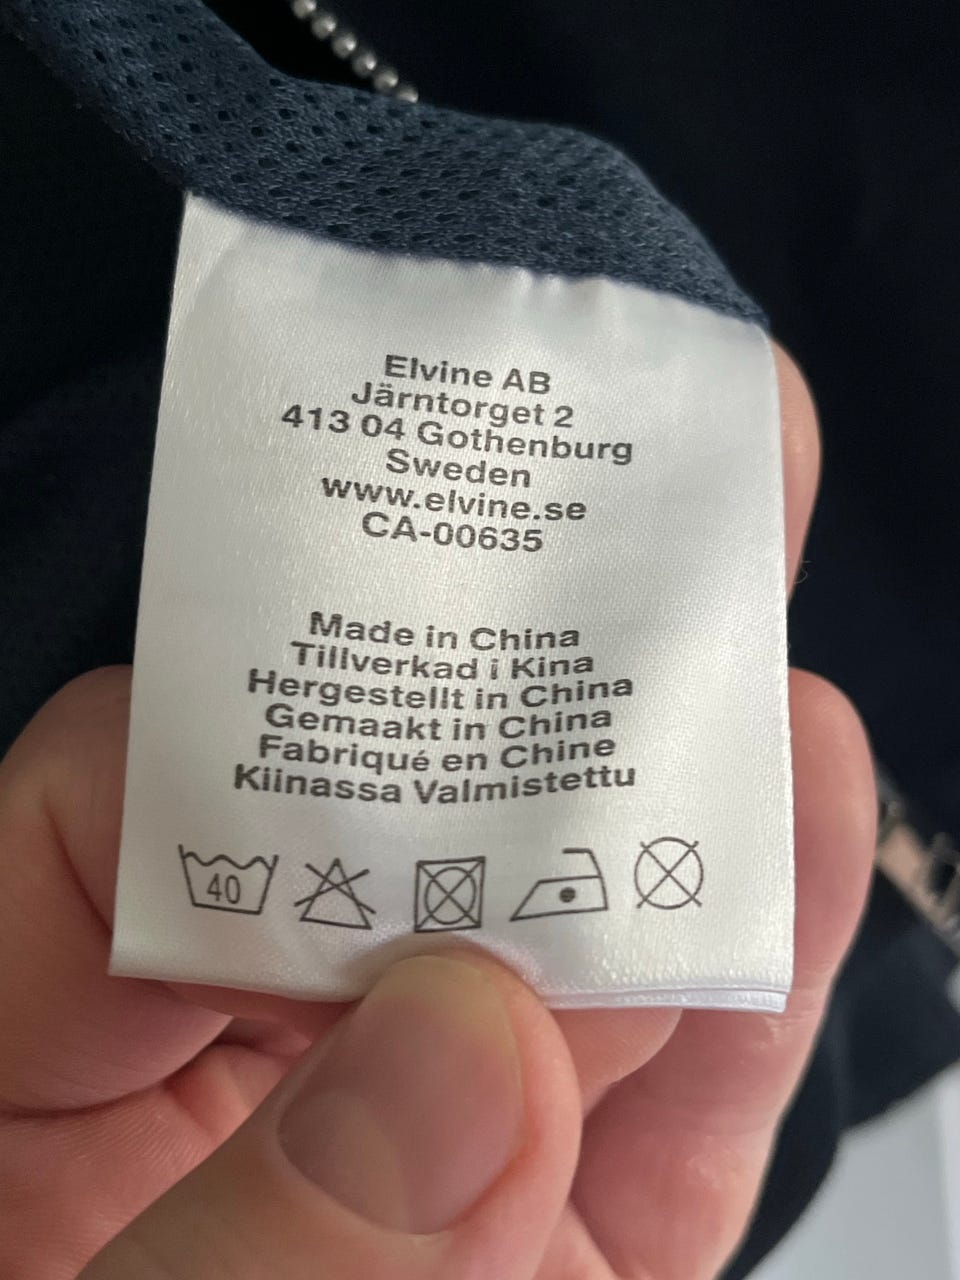 Elvine AB
Järntorget 2
413 04 Gothenburg
Sweden
www.elvine.se
CA-00635
Made in China
Tillverkad i Kina
Hergestellt in China
Gemaakt in China
Fabriqué en Chine
Kiinassa Valmistettu
40